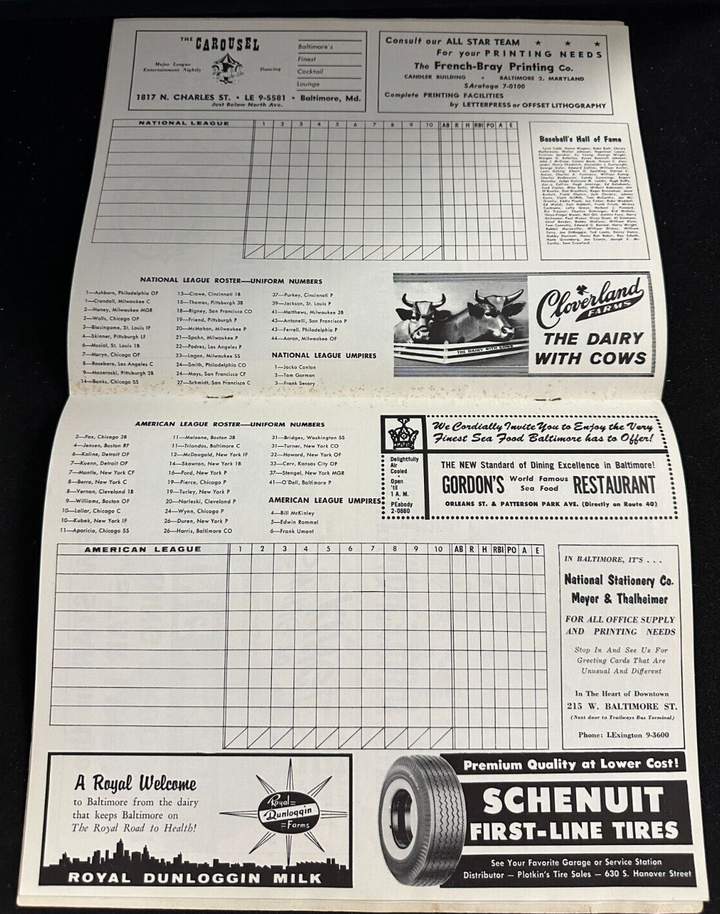 THE CAROUSEL
Major League
Entertainment Nightly
Dancing
Baltimore's
Finest
Cocktail
Lounge
1817 N. CHARLES ST. • LE 9-5581 • Baltimore, Md.
Just Below North Ave.
Consult our ALL STAR TEAM ★ ★ ★
For your PRINTING NEEDS
The French-Bray Printing Co.
CANDLER BUILDING • BALTIMORE 2, MARYLAND
SAratoga 7-0100
Complete PRINTING FACILITIES
by LETTERPRESS or OFFSET LITHOGRAPHY
NATIONAL LEAGUE 1 2 3 4 5 6 7 8 9 10 AB R H RBI PO A E
Baseball's Hall of Fame
NATIONAL LEAGUE ROSTER—UNIFORM NUMBERS
1—Ashburn, Philadelphia OF
1—Crandall, Milwaukee C
2—Haney, Milwaukee MGR
3—Walls, Chicago OF
3—Blasingame, St. Louis IF
4—Skinner, Pittsburgh LF
6—Musial, St. Louis 1B
7—Moryn, Chicago OF
8—Roseboro, Los Angeles C
9—Mazeroski, Pittsburgh 2B
14—Banks, Chicago SS
15—Crowe, Cincinnati 1B
15—Thomas, Pittsburgh 3B
18—Rigney, San Francisco CO
19—Friend, Pittsburgh P
20—McMahon, Milwaukee P
21—Spahn, Milwaukee P
22—Podres, Los Angeles P
23—Logan, Milwaukee SS
24—Smith, Philadelphia CO
24—Mays, San Francisco CF
27—Schmidt, San Francisco C
37—Purkey, Cincinnati P
39—Jackson, St. Louis P
41—Mathews, Milwaukee 3B
43—Antonelli, San Francisco P
43—Farrell, Philadelphia P
44—Aaron, Milwaukee OF
NATIONAL LEAGUE UMPIRES
1—Jocko Conlan
2—Tom Gorman
3—Frank Secory
THE DAIRY WITH COWS
Cloverland
FARMS
THE DAIRY
WITH COWS
AMERICAN LEAGUE ROSTER—UNIFORM NUMBERS
2—Fox, Chicago 2B
4—Jensen, Boston RF
6—Kaline, Detroit OF
7—Kuenn, Detroit OF
7—Mantle, New York CF
8—Berra, New York C
8—Vernon, Cleveland 1B
9—Williams, Boston OF
10—Lollar, Chicago C
10—Kubek, New York IF
11—Aparicio, Chicago SS
11—Malzone, Boston 3B
11—Triandos, Baltimore C
12—McDougald, New York IF
14—Skowron, New York 1B
16—Ford, New York P
19—Pierce, Chicago P
19—Turley, New York P
20—Narleski, Cleveland P
24—Wynn, Chicago P
26—Duren, New York P
26—Harris, Baltimore CO
31—Bridges, Washington SS
31—Turner, New York CO
32—Howard, New York OF
33—Cerv, Kansas City OF
37—Stengel, New York MGR
41—O'Dell, Baltimore P
AMERICAN LEAGUE UMPIRES
4—Bill McKinley
5—Edwin Rommel
6—Frank Umont
Delightfully
Air
Cooled
•
Open
'til
1 A. M.
•
PEabody
2-0880
We Cordially Invite You to Enjoy the Very
Finest Sea Food Baltimore has to Offer!
THE NEW Standard of Dining Excellence in Baltimore!
GORDON'S World Famous Sea Food RESTAURANT
ORLEANS ST. & PATTERSON PARK AVE. (Directly on Route 40)
AMERICAN LEAGUE 1 2 3 4 5 6 7 8 9 10 AB R H RBI PO A E
IN BALTIMORE, IT'S . . .
National Stationery Co.
Meyer & Thalheimer
FOR ALL OFFICE SUPPLY
AND PRINTING NEEDS
Stop In And See Us For
Greeting Cards That Are
Unusual And Different
In The Heart of Downtown
215 W. BALTIMORE ST.
(Next door to Trailways Bus Terminal)
Phone: LExington 9-3600
A Royal Welcome
to Baltimore from the dairy
that keeps Baltimore on
The Royal Road to Health!
Royal
Dunloggin
Farms
ROYAL DUNLOGGIN MILK
Premium Quality at Lower Cost!
SCHENUIT
FIRST-LINE TIRES
See Your Favorite Garage or Service Station
Distributor — Plotkin's Tire Sales — 630 S. Hanover Street